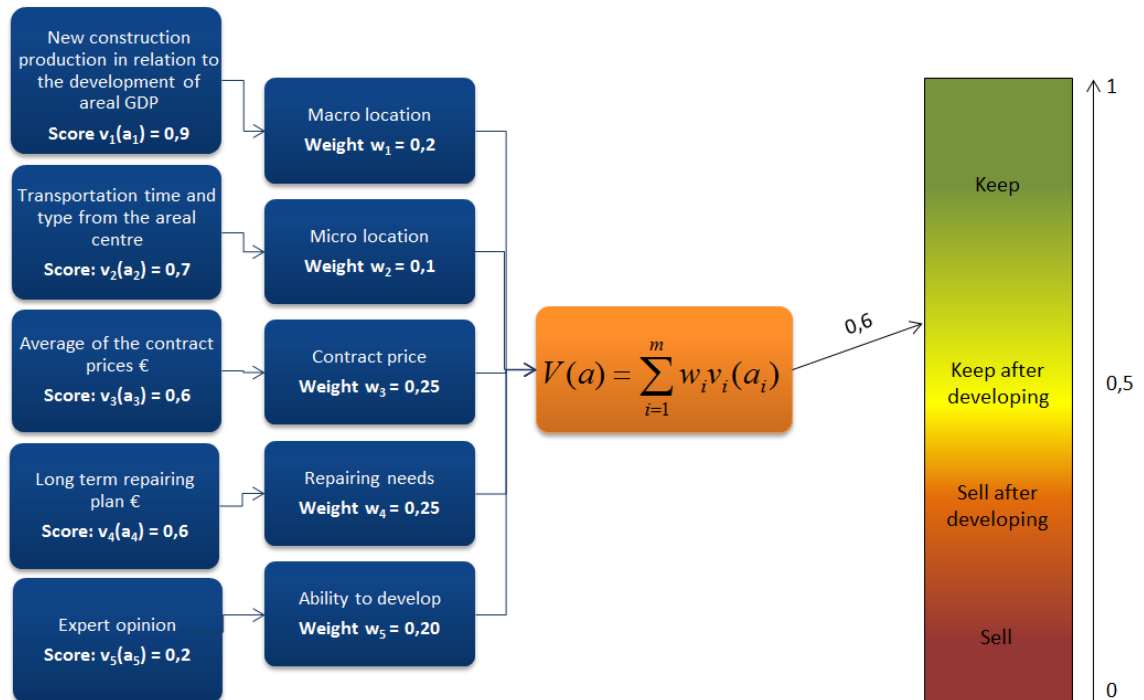 New construction
production in relation to
the development of
areal GDP
Score v₁(a₁) = 0,9
Transportation time and
type from the areal
centre
Score: v₂(a₂) = 0,7
Average of the contract
prices €
Score: v₃(a₃) = 0,6
Long term repairing
plan €
Score: v₄(a₄) = 0,6
Expert opinion
Score: v₅(a₅) = 0,2
Macro location
Weight w₁ = 0,2
Micro location
Weight w₂ = 0,1
Contract price
Weight w₃ = 0,25
Repairing needs
Weight w₄ = 0,25
Ability to develop
Weight w₅ = 0,20
V(a) = ∑ᵢ₌₁ᵐ wᵢvᵢ(aᵢ)
0,6
Keep
Keep after
developing
Sell after
developing
Sell
1
0,5
0